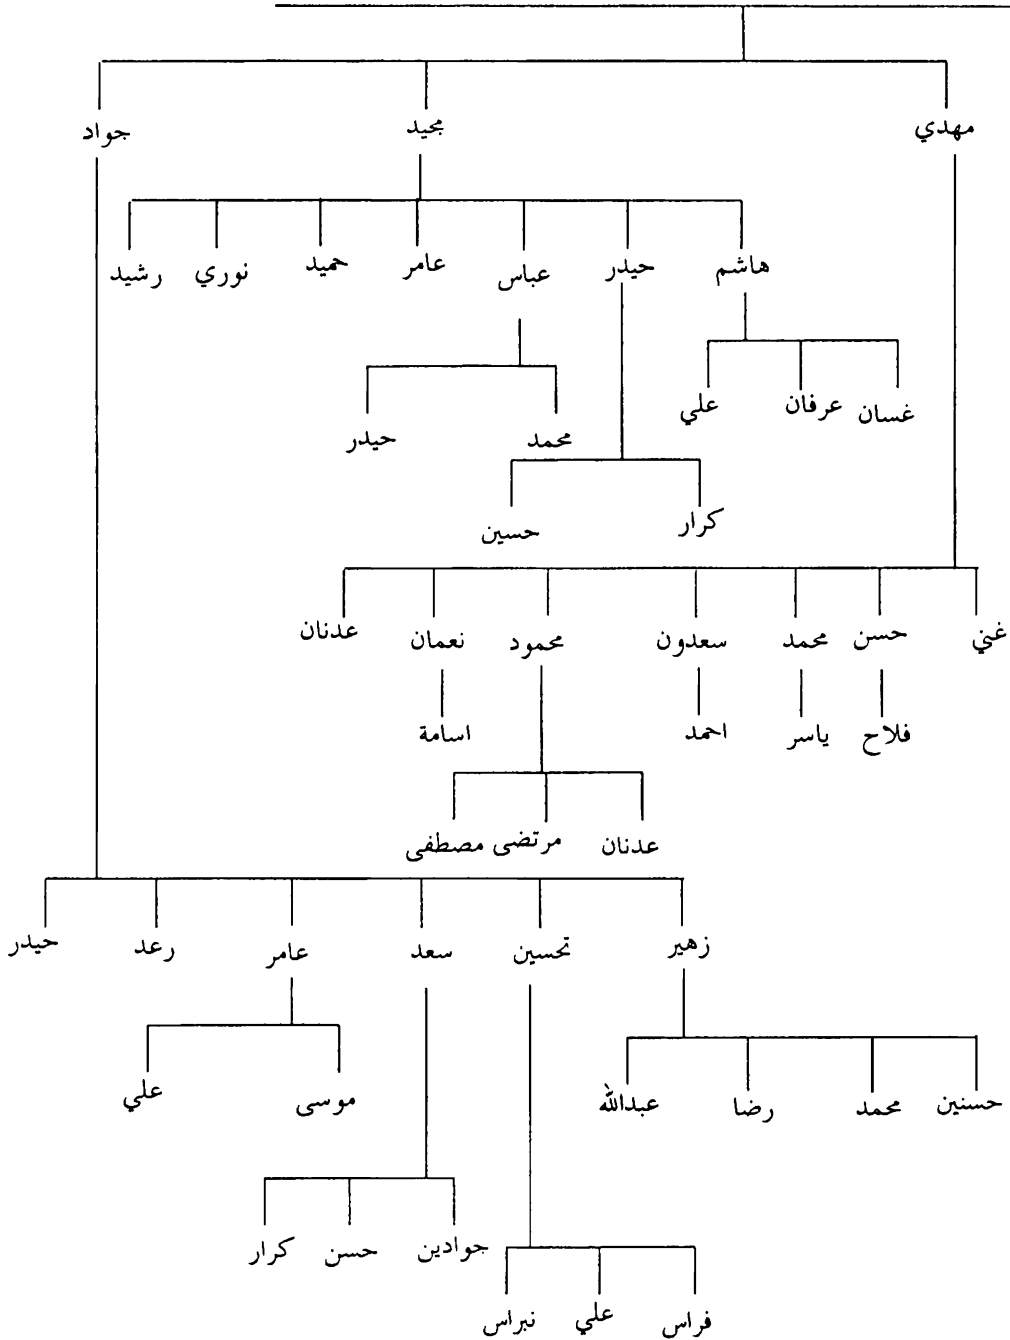 مهدي مجيد جواد
هاشم حيدر عباس عامر حميد نوري رشيد
غسان عرفان علي
محمد حيدر
كرار حسين
غني حسن محمد سعدون محمود نعمان عدنان
فلاح ياسر احمد اسامة
عدنان مرتضى مصطفى
زهير تحسين سعد عامر رعد حيدر
حسنين محمد رضا عبدالله
موسى علي
جوادين حسن كرار
فراس علي نبراس